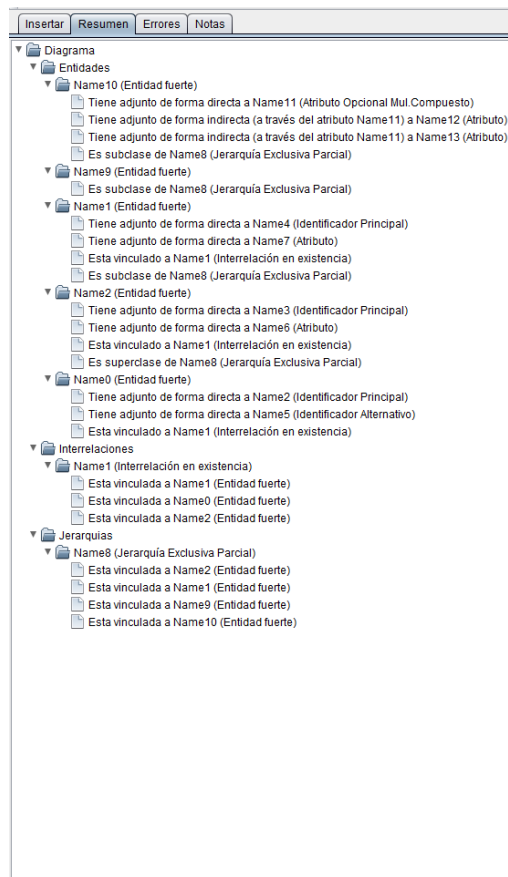 Insertar Resumen Errores Notas
Diagrama
Entidades
Name10 (Entidad fuerte)
Tiene adjunto de forma directa a Name11 (Atributo Opcional Mul.Compuesto)
Tiene adjunto de forma indirecta (a través del atributo Name11) a Name12 (Atributo)
Tiene adjunto de forma indirecta (a través del atributo Name11) a Name13 (Atributo)
Es subclase de Name8 (Jerarquía Exclusiva Parcial)
Name9 (Entidad fuerte)
Es subclase de Name8 (Jerarquía Exclusiva Parcial)
Name1 (Entidad fuerte)
Tiene adjunto de forma directa a Name4 (Identificador Principal)
Tiene adjunto de forma directa a Name7 (Atributo)
Esta vinculado a Name1 (Interrelación en existencia)
Es subclase de Name8 (Jerarquía Exclusiva Parcial)
Name2 (Entidad fuerte)
Tiene adjunto de forma directa a Name3 (Identificador Principal)
Tiene adjunto de forma directa a Name6 (Atributo)
Esta vinculado a Name1 (Interrelación en existencia)
Es superclase de Name8 (Jerarquía Exclusiva Parcial)
Name0 (Entidad fuerte)
Tiene adjunto de forma directa a Name2 (Identificador Principal)
Tiene adjunto de forma directa a Name5 (Identificador Alternativo)
Esta vinculado a Name1 (Interrelación en existencia)
Interrelaciones
Name1 (Interrelación en existencia)
Esta vinculada a Name1 (Entidad fuerte)
Esta vinculada a Name0 (Entidad fuerte)
Esta vinculada a Name2 (Entidad fuerte)
Jerarquias
Name8 (Jerarquía Exclusiva Parcial)
Esta vinculada a Name2 (Entidad fuerte)
Esta vinculada a Name1 (Entidad fuerte)
Esta vinculada a Name9 (Entidad fuerte)
Esta vinculada a Name10 (Entidad fuerte)